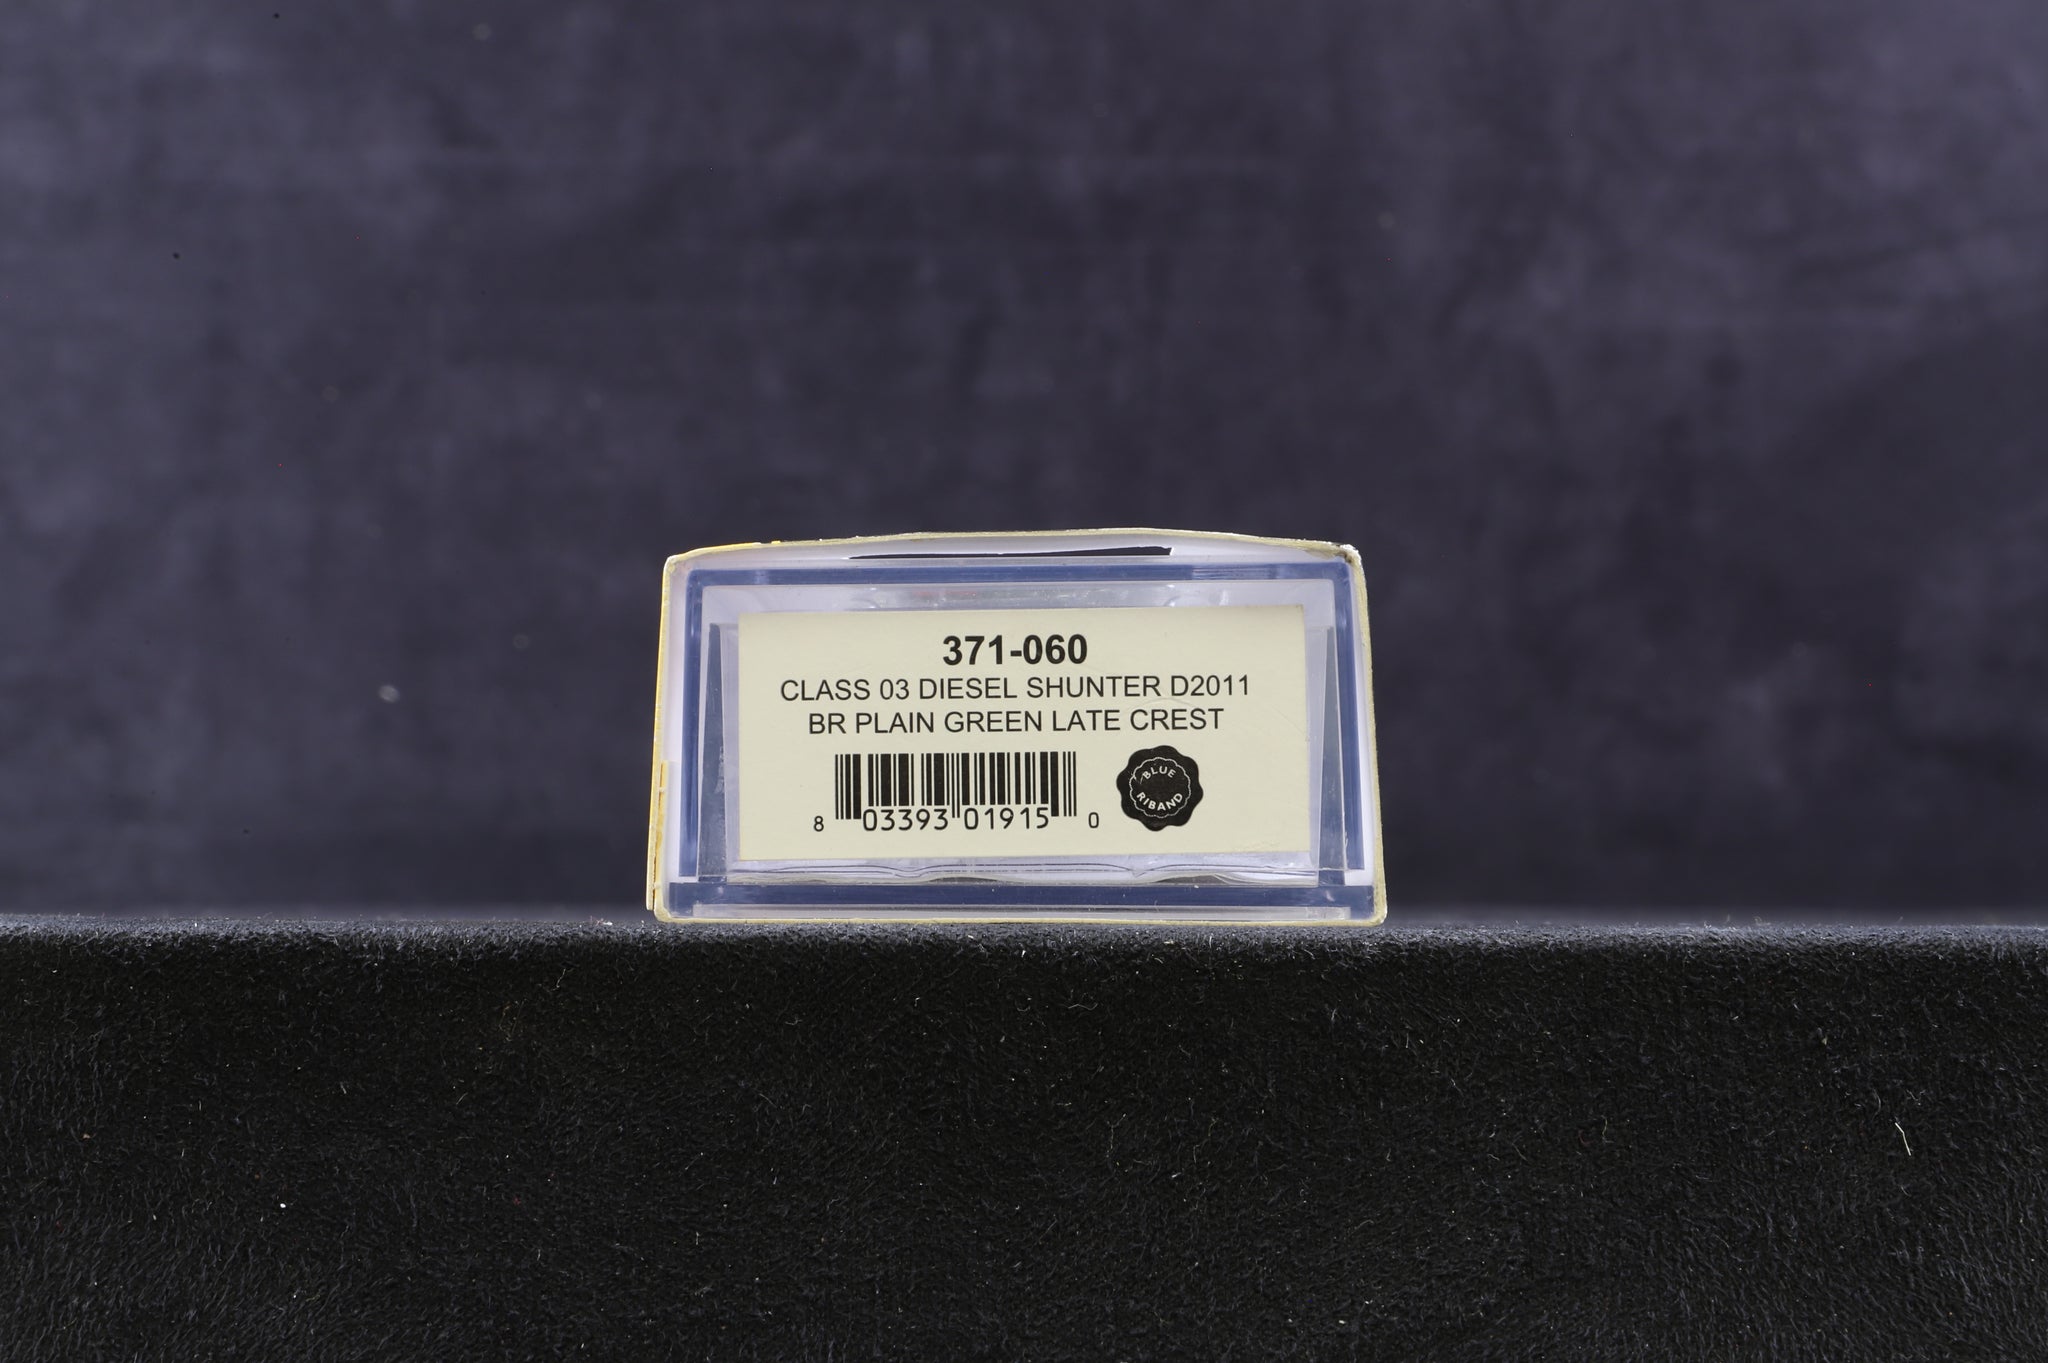 371-060
CLASS 03 DIESEL SHUNTER D2011
BR PLAIN GREEN LATE CREST
8 03393 01915 0
BLUE
RIBAND